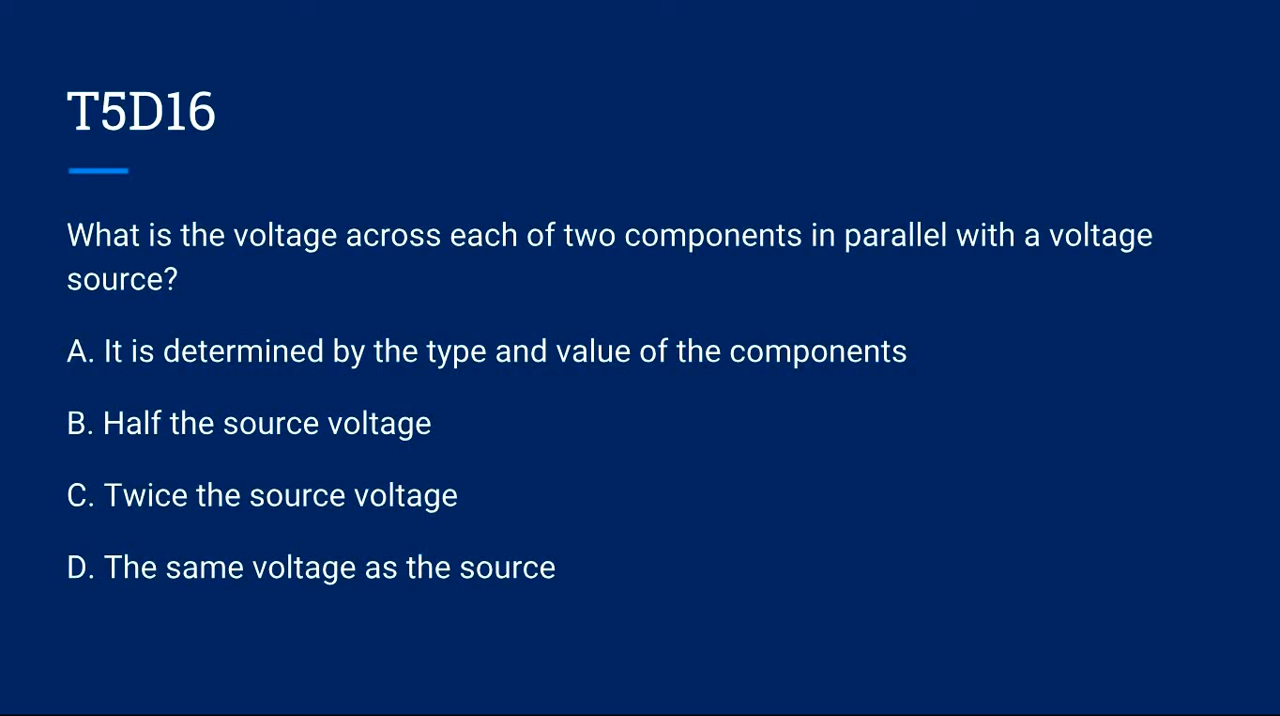 T5D16
What is the voltage across each of two components in parallel with a voltage
source?
A. It is determined by the type and value of the components
B. Half the source voltage
C. Twice the source voltage
D. The same voltage as the source